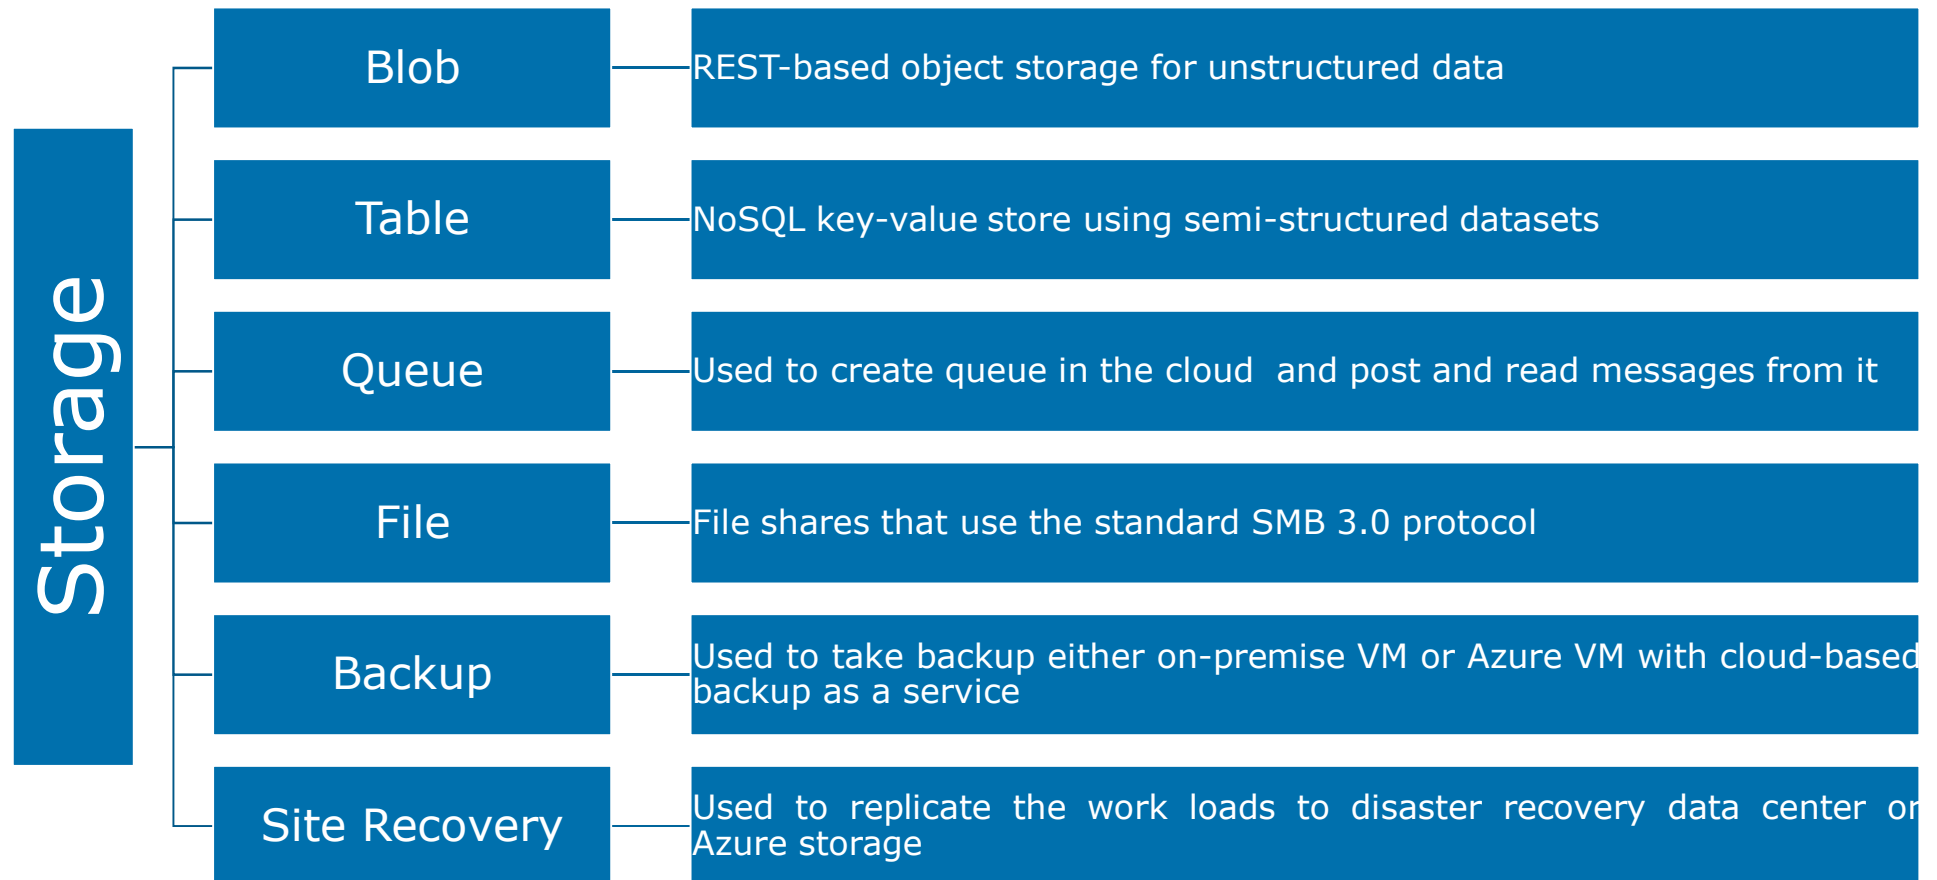 Storage
Blob
REST-based object storage for unstructured data
Table
NoSQL key-value store using semi-structured datasets
Queue
Used to create queue in the cloud  and post and read messages from it
File
File shares that use the standard SMB 3.0 protocol
Backup
Used to take backup either on-premise VM or Azure VM with cloud-based
backup as a service
Site Recovery
Used to replicate the work loads to disaster recovery data center or
Azure storage